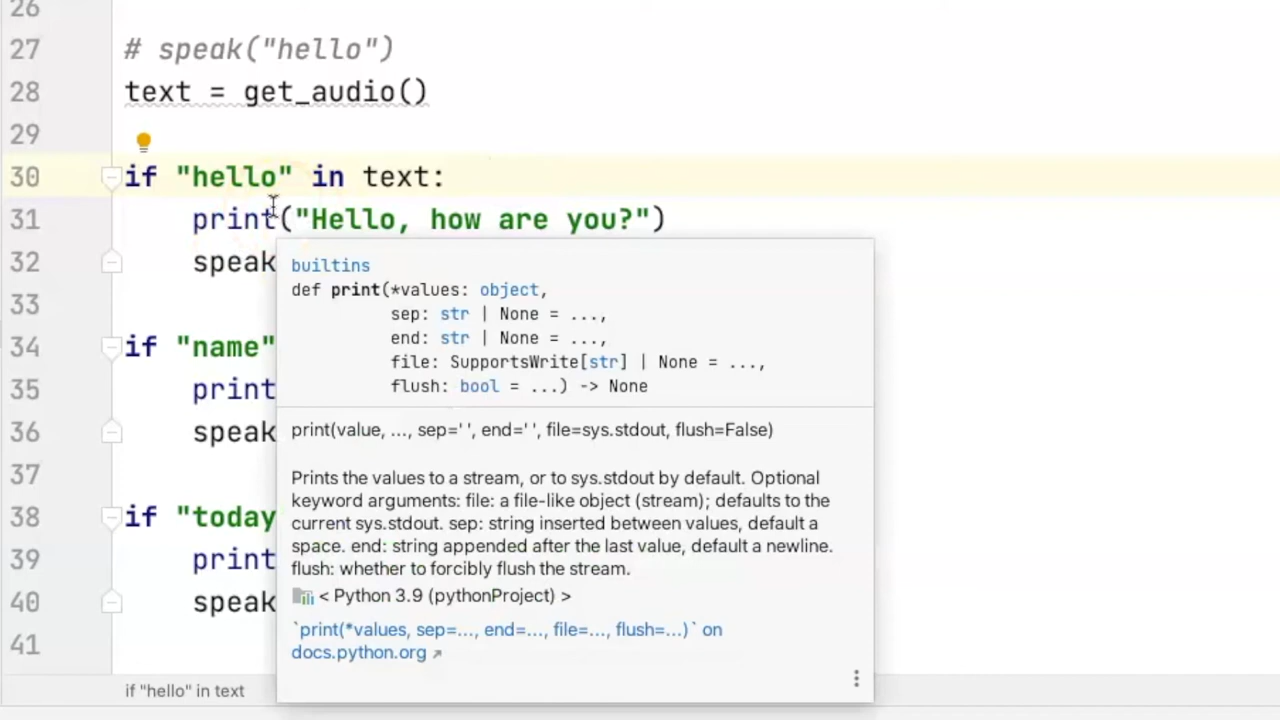 26
27 # speak("hello")
28 text = get_audio()
29
30 if "hello" in text:
31 print("Hello, how are you?")
32 speak
33
34 if "name"
35 print
36 speak
37
38 if "today
39 print
40 speak
41
builtins
def print(*values: object,
sep: str | None = ...,
end: str | None = ...,
file: SupportsWrite[str] | None = ...,
flush: bool = ...) -> None
print(value, ..., sep=' ', end='', file=sys.stdout, flush=False)
Prints the values to a stream, or to sys.stdout by default. Optional
keyword arguments: file: a file-like object (stream); defaults to the
current sys.stdout. sep: string inserted between values, default a
space. end: string appended after the last value, default a newline.
flush: whether to forcibly flush the stream.
< Python 3.9 (pythonProject) >
`print(*values, sep=..., end=..., file=..., flush=...)` on
docs.python.org ↗
if "hello" in text